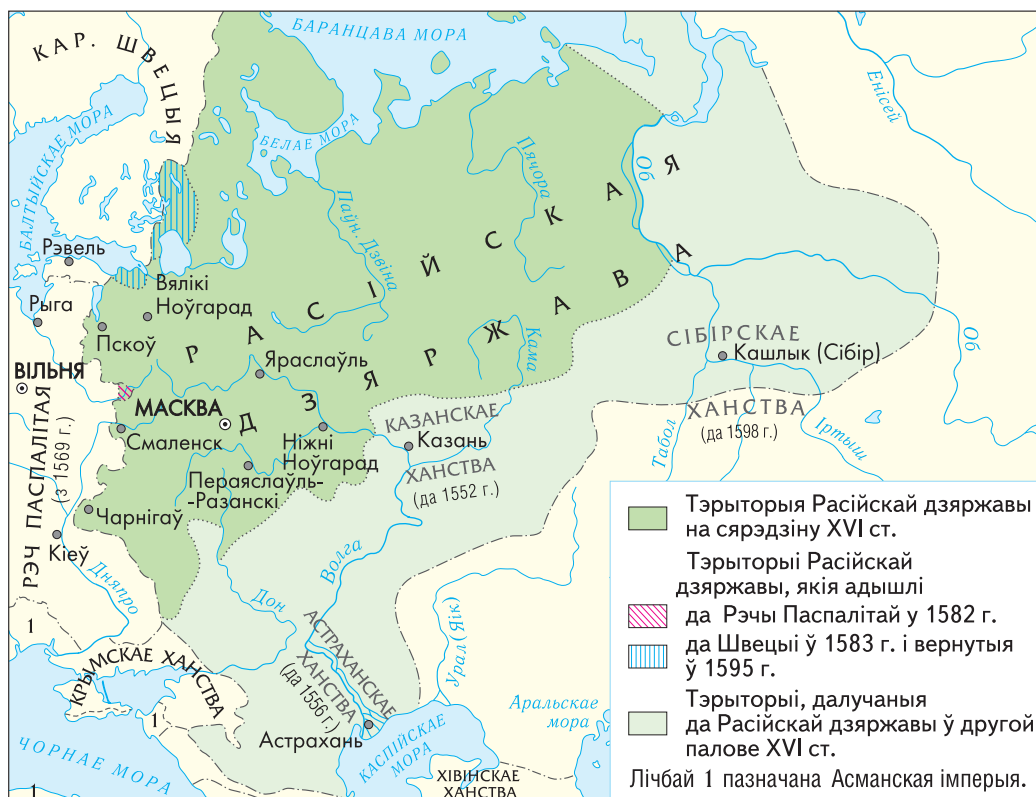 БАРАНЦАВА МОРА
КАР. ШВЕЦЫЯ
Енісей
БЕЛАЕ МОРА
Пячора
Об
БАЛТЫЙСКАЕ МОРА
Паўн. Дзвіна
РАСІЙСКАЯ
ДЗЯРЖАВА
Рэвель
Вялікі
Ноўгарад
Рыга
Пскоў
Кама
Об
СІБІРСКАЕ
Кашлык (Сібір)
ХАНСТВА
(да 1598 г.)
Яраслаўль
ВІЛЬНЯ
МАСКВА
КАЗАНСКАЕ
Казань
ХАНСТВА
(да 1552 г.)
Табол
Іртыш
Смаленск
Ніжні
Ноўгарад
Пераяслаўль-
-Разанскі
РЭЧ ПАСПАЛІТАЯ
(з 1569 г.)
Чарнігаў
Кіеў
Дняпро
Волга
Дон
АСТРАХАНСКАЕ
ХАНСТВА
(да 1556 г.)
Урал (Яік)
1
КРЫМСКАЕ ХАНСТВА
1
Астрахань
Аральскае
мора
КАСПІЙСКАЕ
МОРА
ЧОРНАЕ МОРА
1
ХІВІНСКАЕ
ХАНСТВА
Тэрыторыя Расійскай дзяржавы
на сярэдзіну XVI ст.
Тэрыторыі Расійскай
дзяржавы, якія адышлі
да Рэчы Паспалітай у 1582 г.
да Швецыі ў 1583 г. і вернутыя
ў 1595 г.
Тэрыторыі, далучаныя
да Расійскай дзяржавы ў другой
палове XVI ст.
Лічбай 1 пазначана Асманская імперыя.